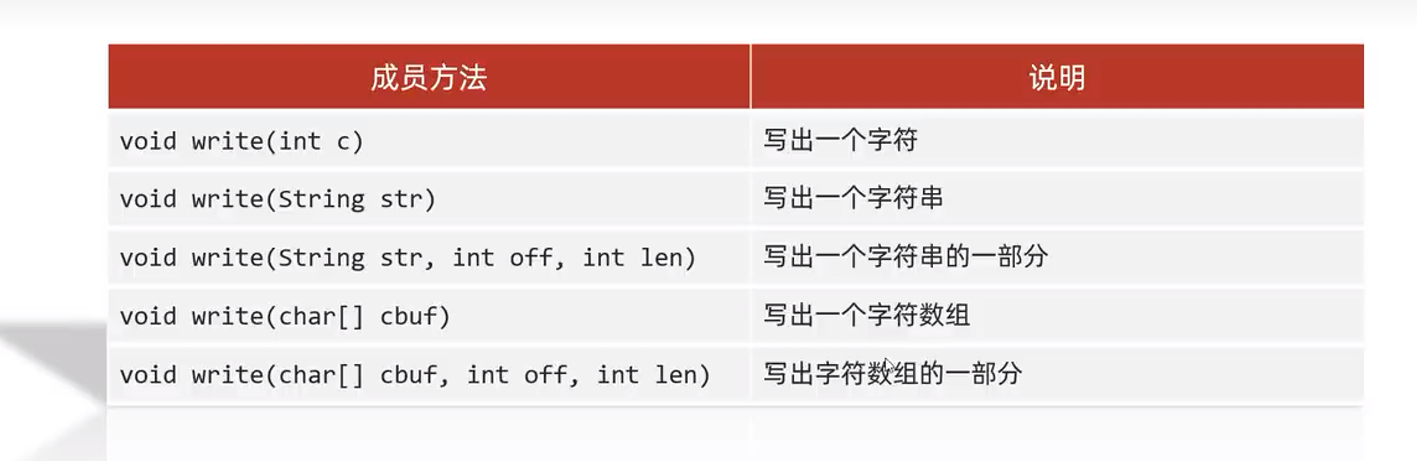 成员方法 说明
void write(int c) 写出一个字符
void write(String str) 写出一个字符串
void write(String str, int off, int len) 写出一个字符串的一部分
void write(char[] cbuf) 写出一个字符数组
void write(char[] cbuf, int off, int len) 写出字符数组的一部分